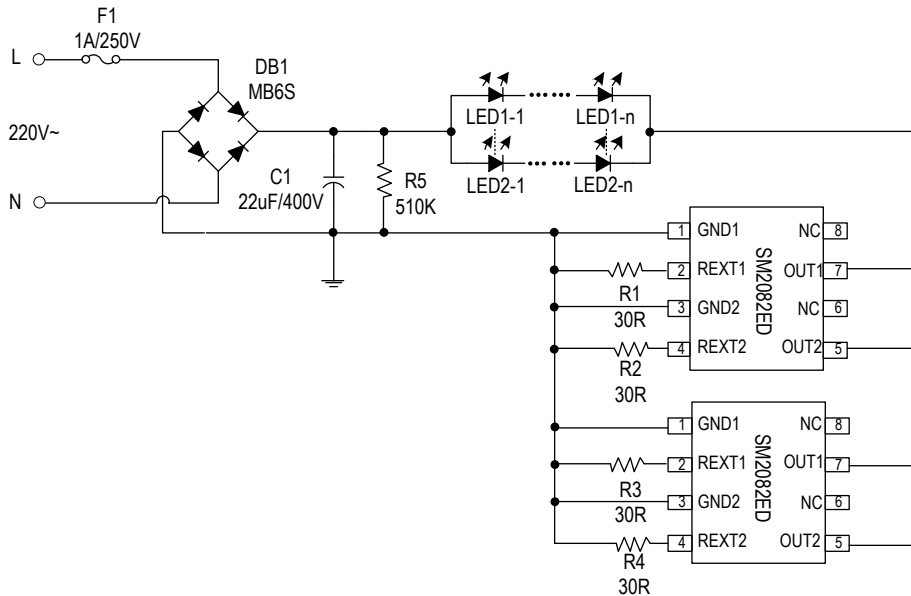 F1
1A/250V
L
DB1
MB6S
220V~
N
C1
22uF/400V
R5
510K
LED1-1
LED1-n
LED2-1
LED2-n
1 GND1 NC 8
2 REXT1 OUT1 7
3 GND2 NC 6
4 REXT2 OUT2 5
SM2082ED
R1
30R
R2
30R
1 GND1 NC 8
2 REXT1 OUT1 7
3 GND2 NC 6
4 REXT2 OUT2 5
SM2082ED
R3
30R
R4
30R